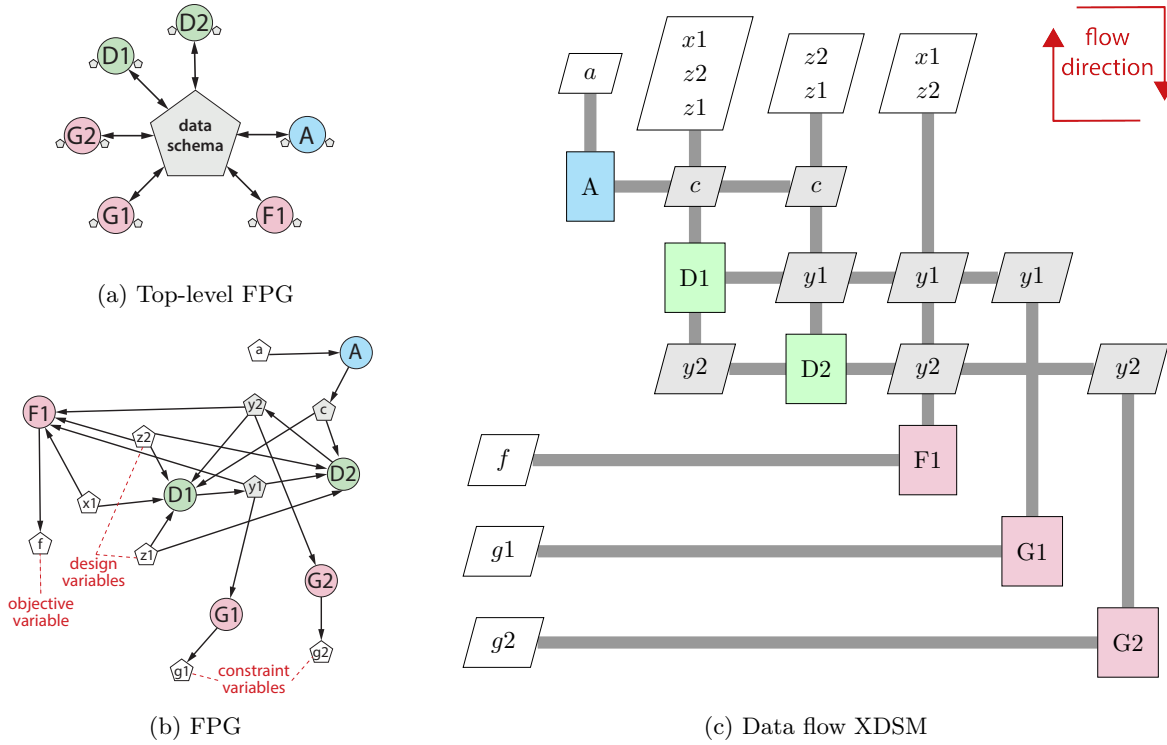 D2
D1
G2
data
schema
A
G1
F1
(a) Top-level FPG
a
A
F1
y2
c
z2
D2
D1
y1
x1
f
z1
design
variables
objective
variable
G2
G1
g1
g2
constraint
variables
(b) FPG
flow
direction
a
x1
z2
z1
z2
z1
x1
z2
A
c
c
D1
y1
y1
y1
y2
D2
y2
y2
f
F1
g1
G1
g2
G2
(c) Data flow XDSM